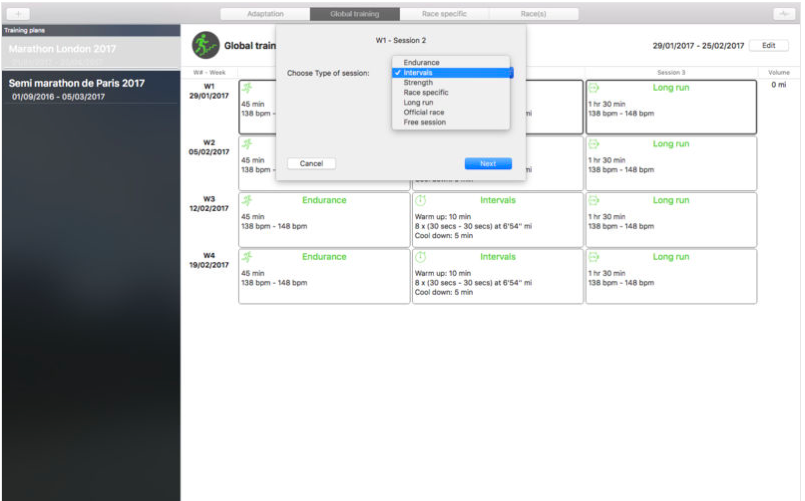 Adaptation
Global training
Race specific
Race(s)
Training plans
Marathon London 2017
Semi marathon de Paris 2017
01/09/2016 - 05/03/2017
Global train
29/01/2017 - 25/02/2017
Edit
W1 - Session 2
Choose Type of session:
Endurance
✓ Intervals
Strength
Race specific
Long run
Official race
Free session
Cancel
Next
W# - Week
Session 3
Volume
W1
29/01/2017
45 min
138 bpm -
mi
Long run
1 hr 30 min
138 bpm - 148 bpm
0 mi
W2
05/02/2017
45 min
138 bpm -
mi
Long run
1 hr 30 min
138 bpm - 148 bpm
W3
12/02/2017
Endurance
45 min
138 bpm - 148 bpm
Intervals
Warm up: 10 min
8 x (30 secs - 30 secs) at 6'54" mi
Cool down: 5 min
Long run
1 hr 30 min
138 bpm - 148 bpm
W4
19/02/2017
Endurance
45 min
138 bpm - 148 bpm
Intervals
Warm up: 10 min
8 x (30 secs - 30 secs) at 6'54" mi
Cool down: 5 min
Long run
1 hr 30 min
138 bpm - 148 bpm